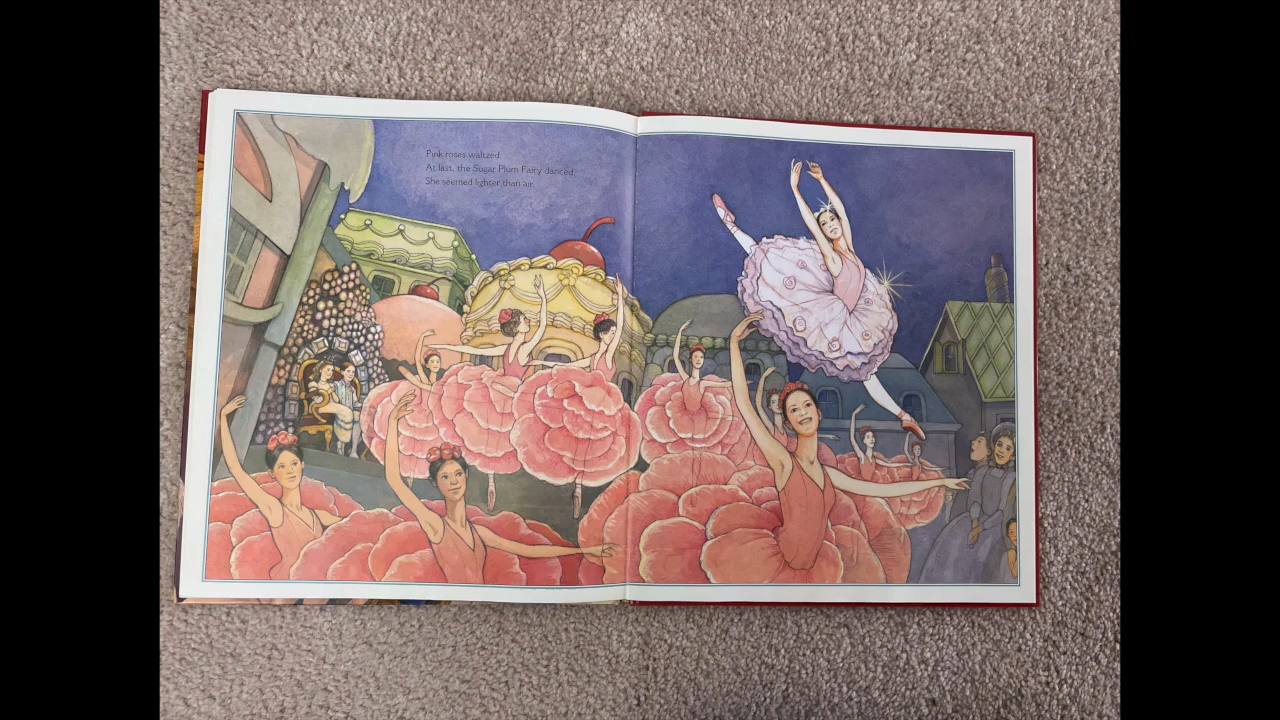 Pink roses waltzed.
At last, the Sugar Plum Fairy danced.
She seemed lighter than air.